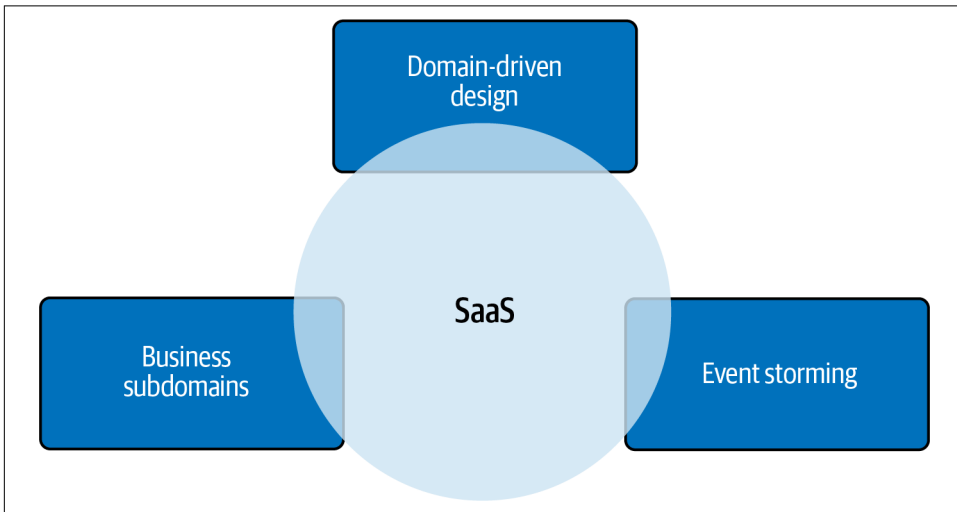 Domain-driven
design
SaaS
Business
subdomains
Event storming